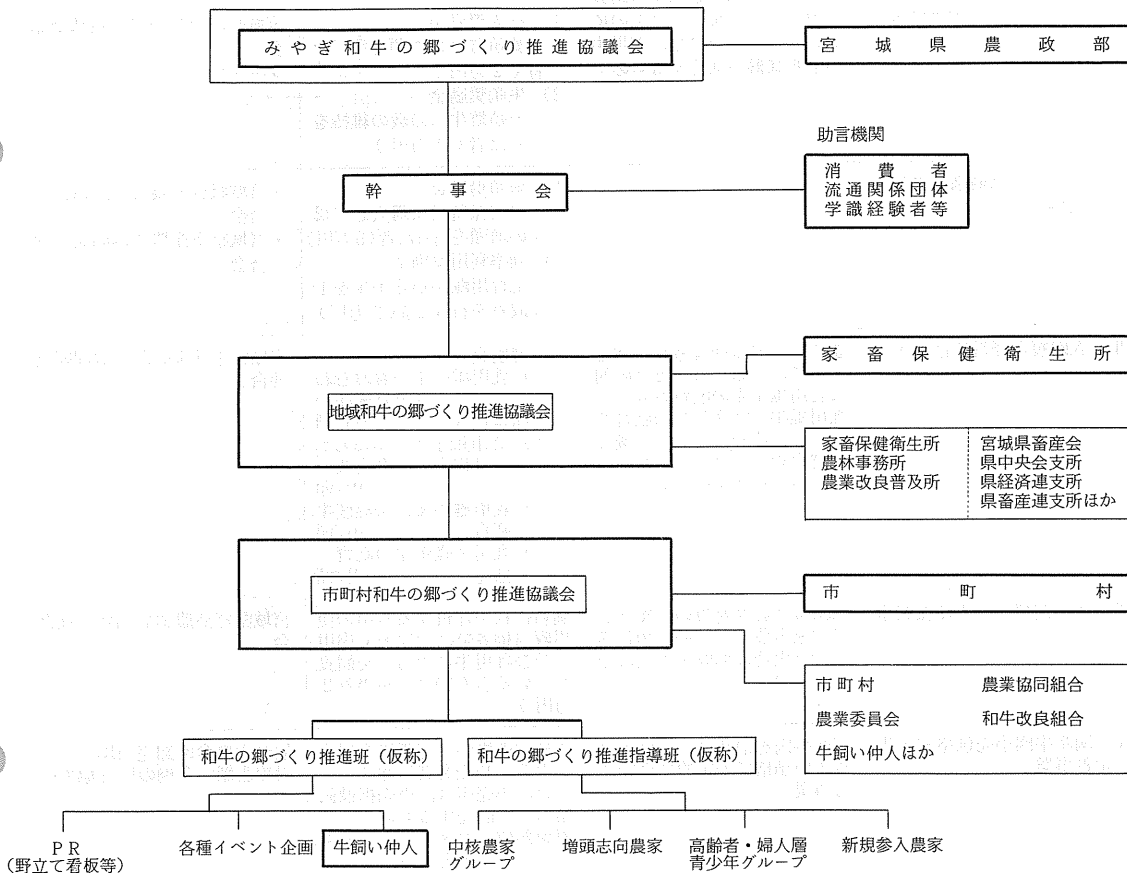 みやぎ和牛の郷づくり推進協議会
宮城県農政部
助言機関
消費者
流通関係団体
学識経験者等
幹事会
家畜保健衛生所
地域和牛の郷づくり推進協議会
家畜保健衛生所
農林事務所
農業改良普及所
宮城県畜産会
県中央会支所
県経済連支所
県畜産連支所ほか
市町村和牛の郷づくり推進協議会
市町村
市町村 農業協同組合
農業委員会 和牛改良組合
牛飼い仲人ほか
和牛の郷づくり推進班（仮称）
和牛の郷づくり推進指導班（仮称）
PR
（野立て看板等）
各種イベント企画
牛飼い仲人
中核農家
グループ
増頭志向農家
高齢者・婦人層
青少年グループ
新規参入農家